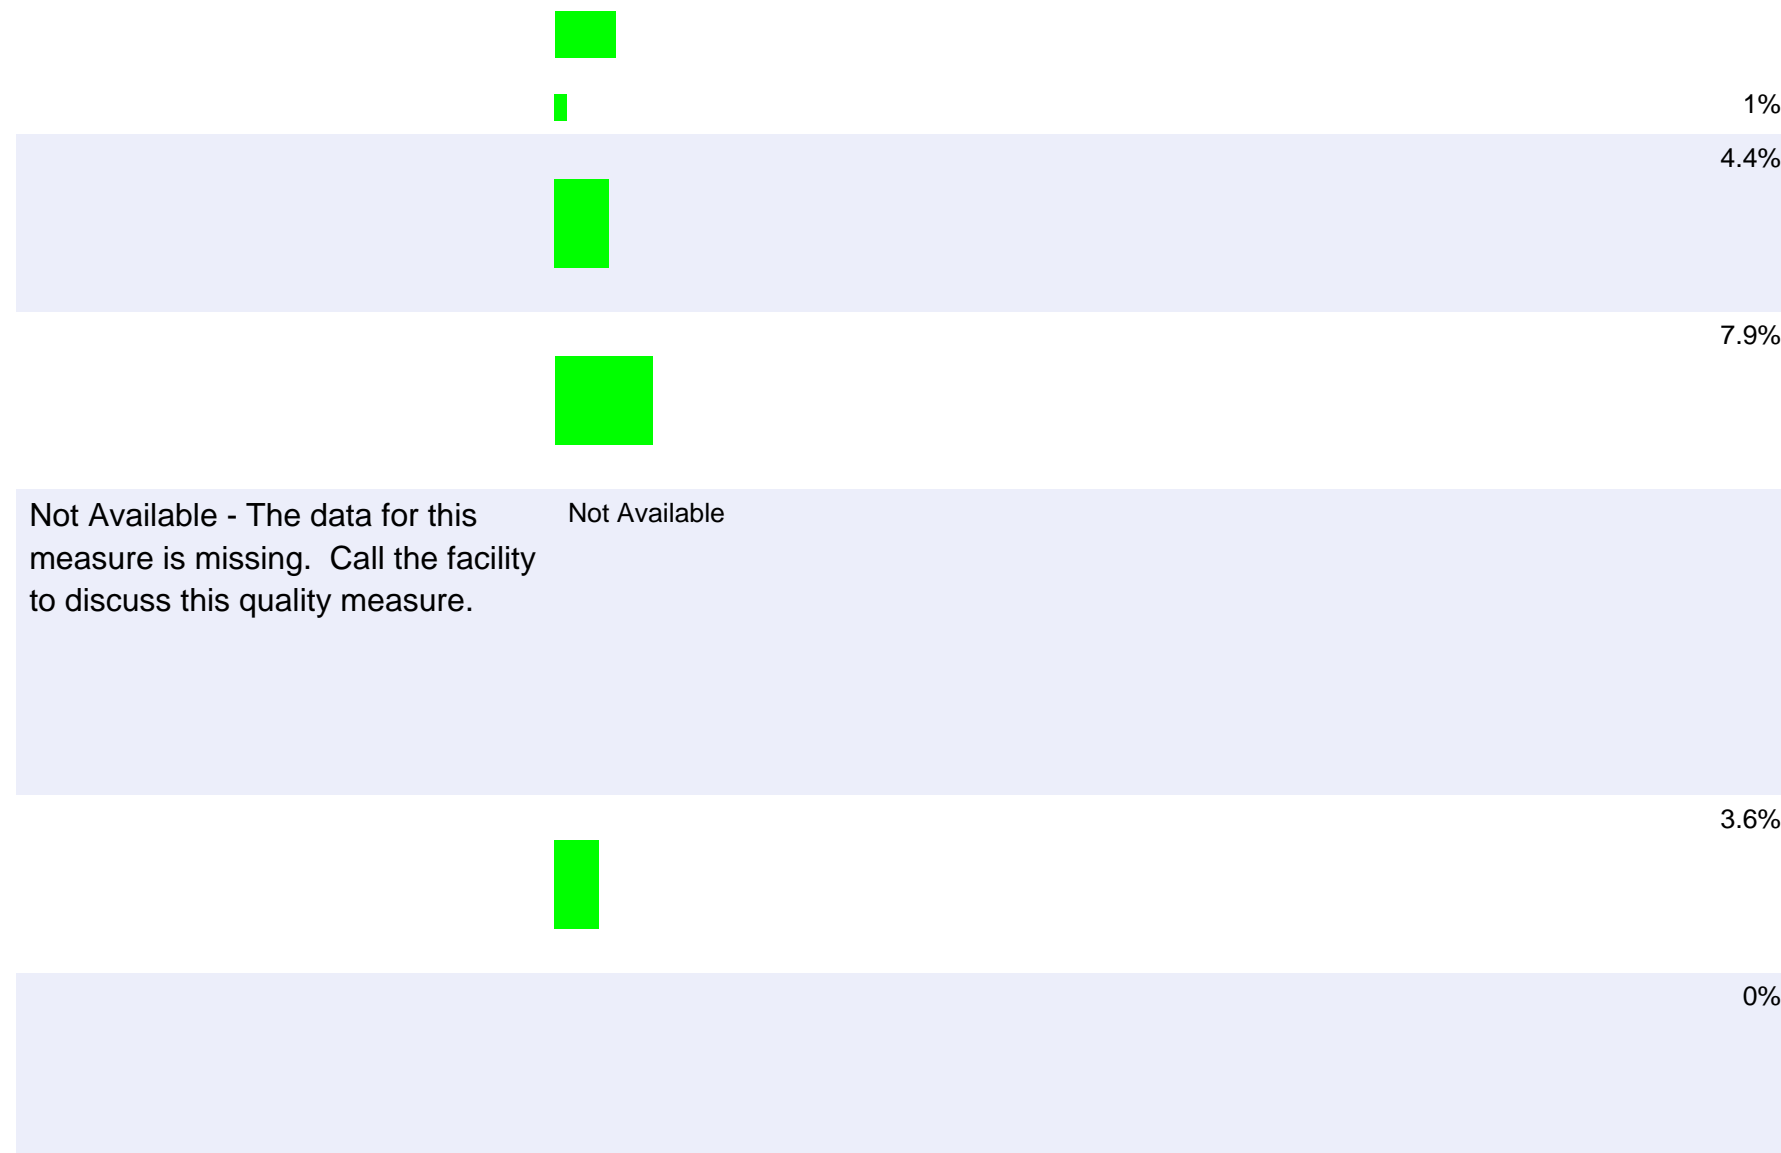 1%
4.4%
7.9%
Not Available - The data for this
measure is missing.  Call the facility
to discuss this quality measure.
Not Available
3.6%
0%